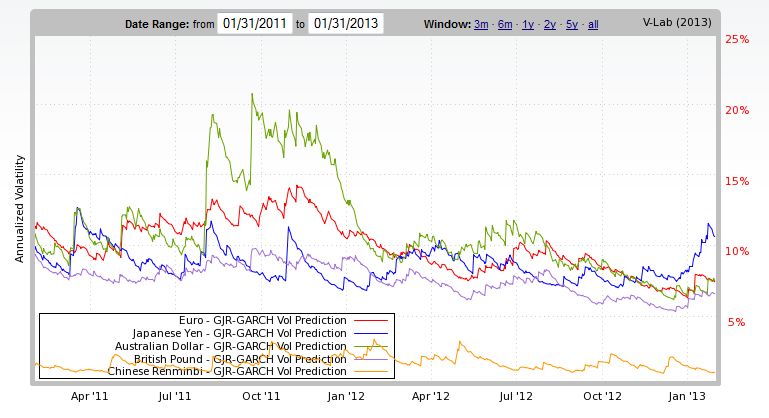 Date Range: from 01/31/2011 to 01/31/2013 Window: 3m · 6m · 1y · 2y · 5y · all V-Lab (2013)
25%
20%
15%
10%
5%
Annualized Volatility
Euro - GJR-GARCH Vol Prediction
Japanese Yen - GJR-GARCH Vol Prediction
Australian Dollar - GJR-GARCH Vol Prediction
British Pound - GJR-GARCH Vol Prediction
Chinese Renminbi - GJR-GARCH Vol Prediction
Apr '11 Jul '11 Oct '11 Jan '12 Apr '12 Jul '12 Oct '12 Jan '13